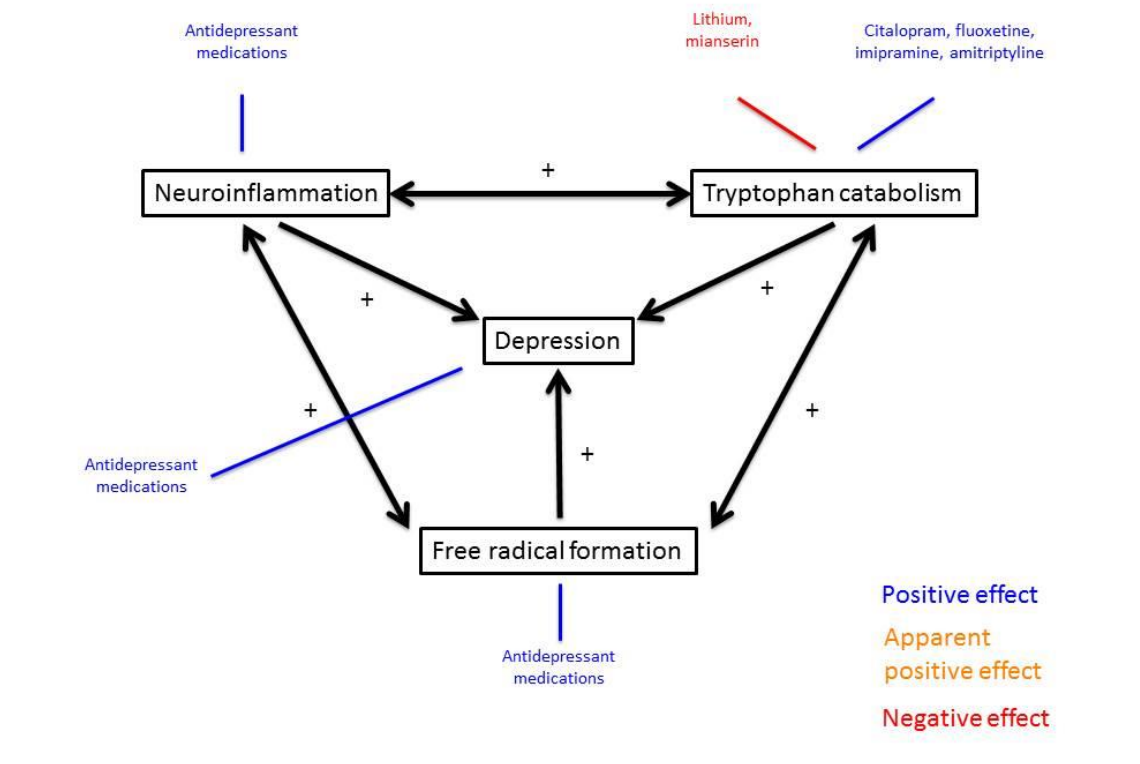 Antidepressant
medications
Lithium,
mianserin
Citalopram, fluoxetine,
imipramine, amitriptyline
+
Neuroinflammation
Tryptophan catabolism
+
+
Depression
+
+
+
Antidepressant
medications
Free radical formation
Positive effect
Apparent
positive effect
Antidepressant
medications
Negative effect